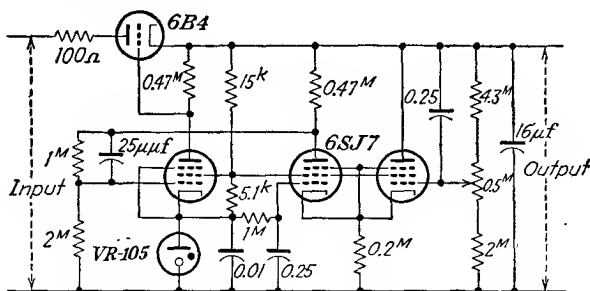 6B4
100Ω
0.47ᴹ
15ᵏ
0.47ᴹ
0.25
4.3ᴹ
16μf
25μμf
6SJ7
1ᴹ
Input
Output
0.5ᴹ
5.1ᵏ
1ᴹ
2ᴹ
VR-105
0.01
0.25
0.2ᴹ
2ᴹ